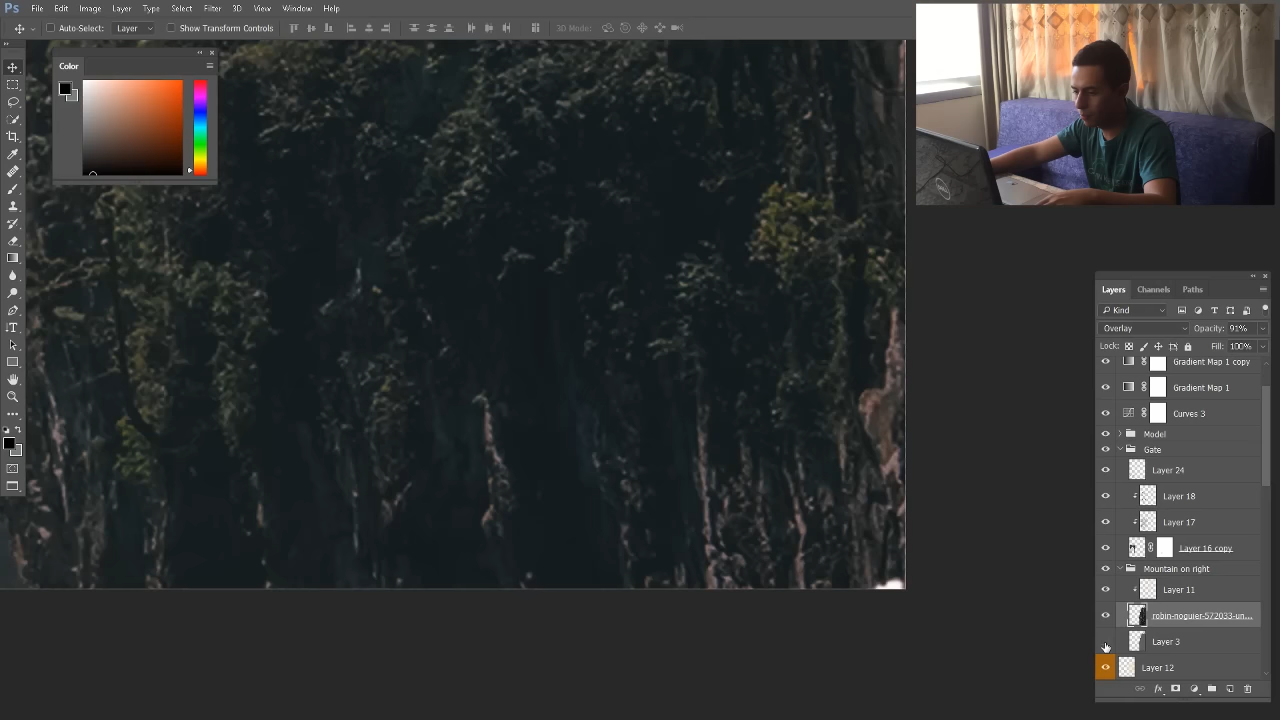 Ps File Edit Image Layer Type Select Filter 3D View Window Help
Auto-Select: Layer Show Transform Controls 3D Mode:
Color
Layers Channels Paths
Kind
Overlay Opacity: 91%
Lock: Fill: 100%
Gradient Map 1 copy
Gradient Map 1
Curves 3
Model
Gate
Layer 24
Layer 18
Layer 17
Layer 16 copy
Mountain on right
Layer 11
robin-noguier-572033-un...
Layer 3
Layer 12
fx